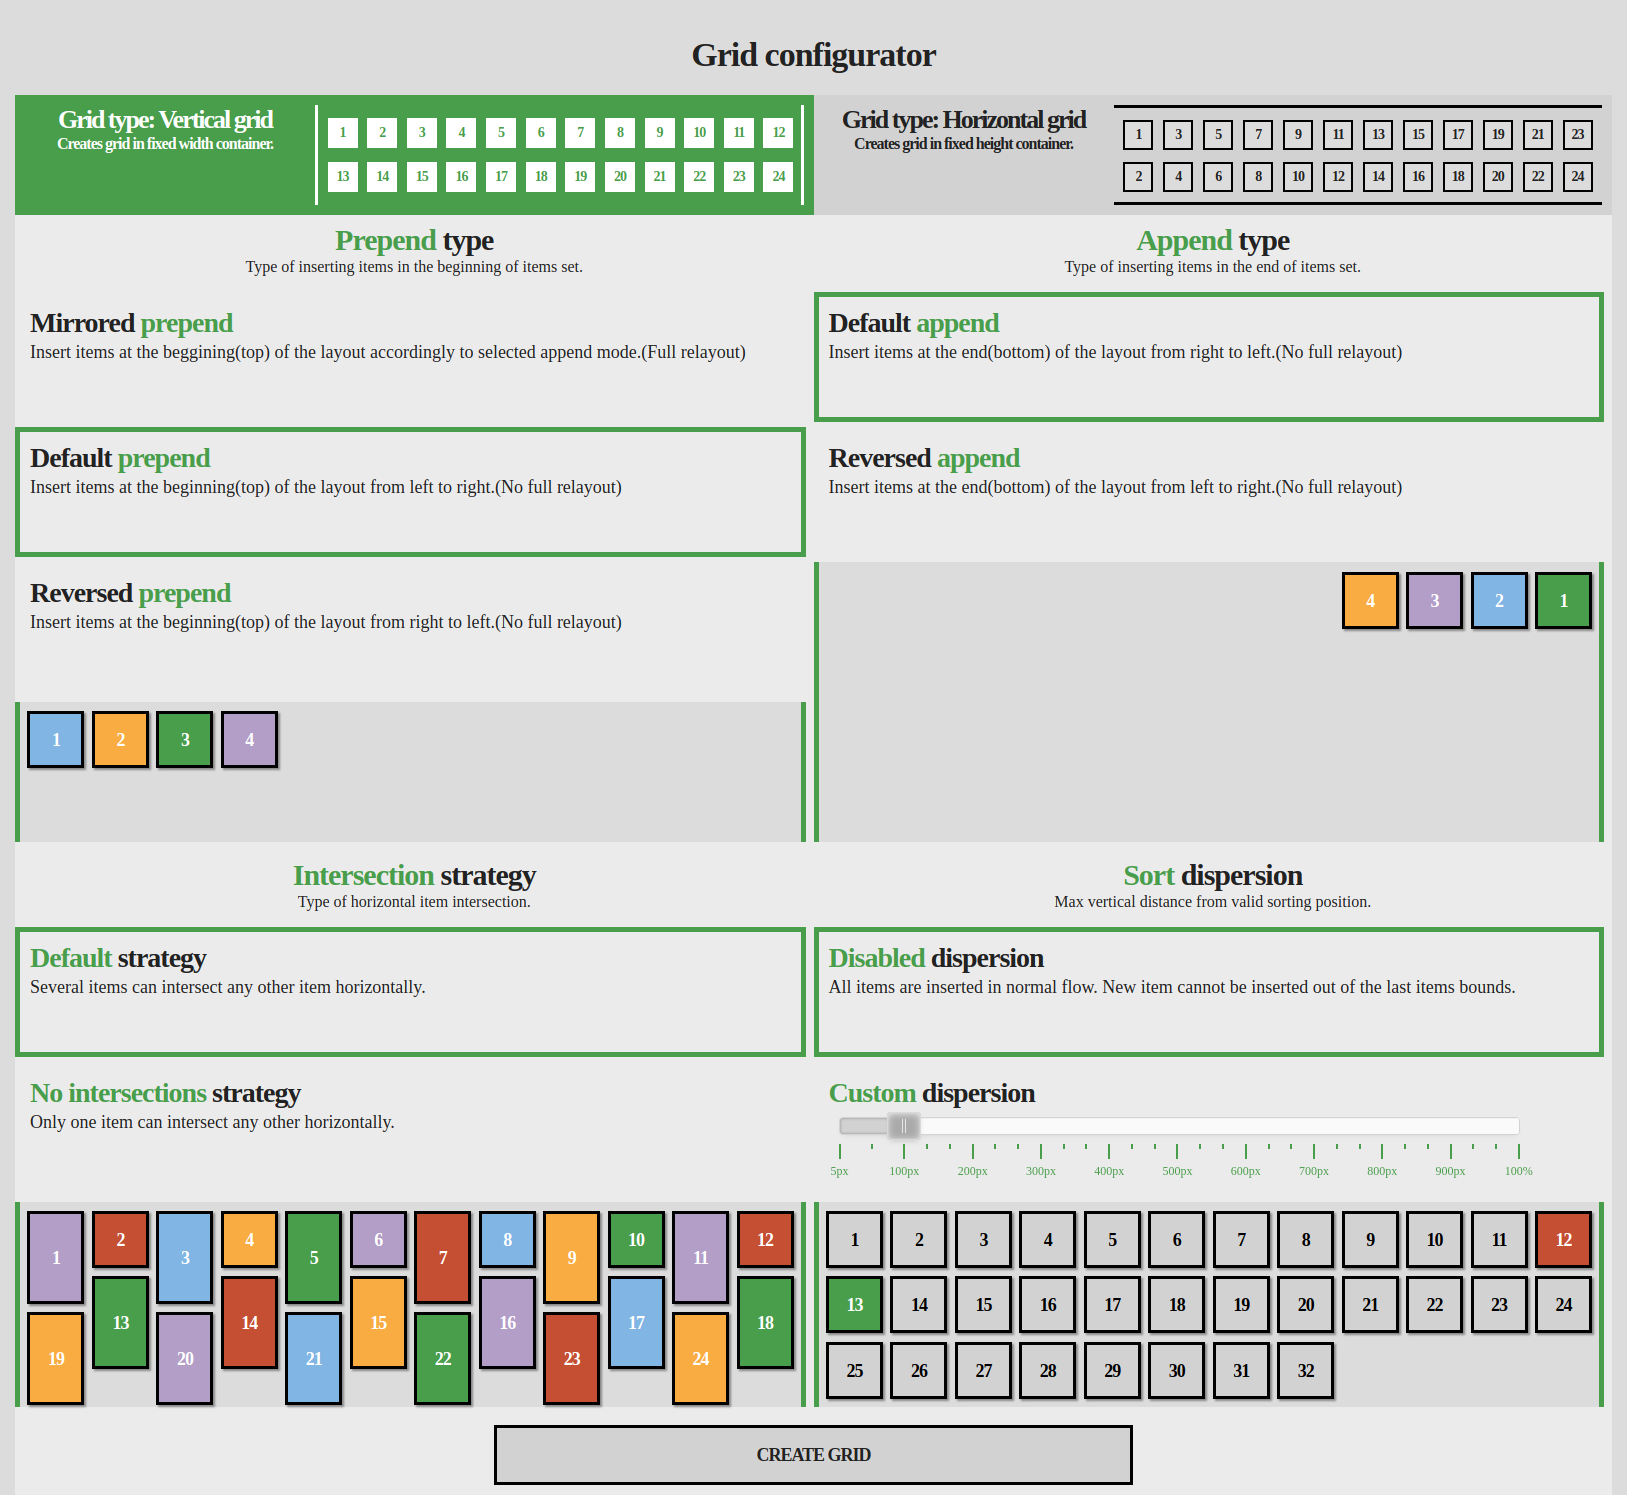 Grid configurator
Grid type: Vertical grid
Creates grid in fixed width container.
1 2 3 4 5 6 7 8 9 10 11 12
13 14 15 16 17 18 19 20 21 22 23 24
Grid type: Horizontal grid
Creates grid in fixed height container.
1 3 5 7 9 11 13 15 17 19 21 23
2 4 6 8 10 12 14 16 18 20 22 24
Prepend type
Type of inserting items in the beginning of items set.
Mirrored prepend
Insert items at the beggining(top) of the layout accordingly to selected append mode.(Full relayout)
Default prepend
Insert items at the beginning(top) of the layout from left to right.(No full relayout)
Reversed prepend
Insert items at the beginning(top) of the layout from right to left.(No full relayout)
1 2 3 4
Append type
Type of inserting items in the end of items set.
Default append
Insert items at the end(bottom) of the layout from right to left.(No full relayout)
Reversed append
Insert items at the end(bottom) of the layout from left to right.(No full relayout)
4 3 2 1
Intersection strategy
Type of horizontal item intersection.
Default strategy
Several items can intersect any other item horizontally.
No intersections strategy
Only one item can intersect any other horizontally.
1 2 3 4 5 6 7 8 9 10 11 12
13 14 15 16 17 18
19 20 21 22 23 24
Sort dispersion
Max vertical distance from valid sorting position.
Disabled dispersion
All items are inserted in normal flow. New item cannot be inserted out of the last items bounds.
Custom dispersion
5px 100px 200px 300px 400px 500px 600px 700px 800px 900px 100%
1 2 3 4 5 6 7 8 9 10 11 12
13 14 15 16 17 18 19 20 21 22 23 24
25 26 27 28 29 30 31 32
CREATE GRID